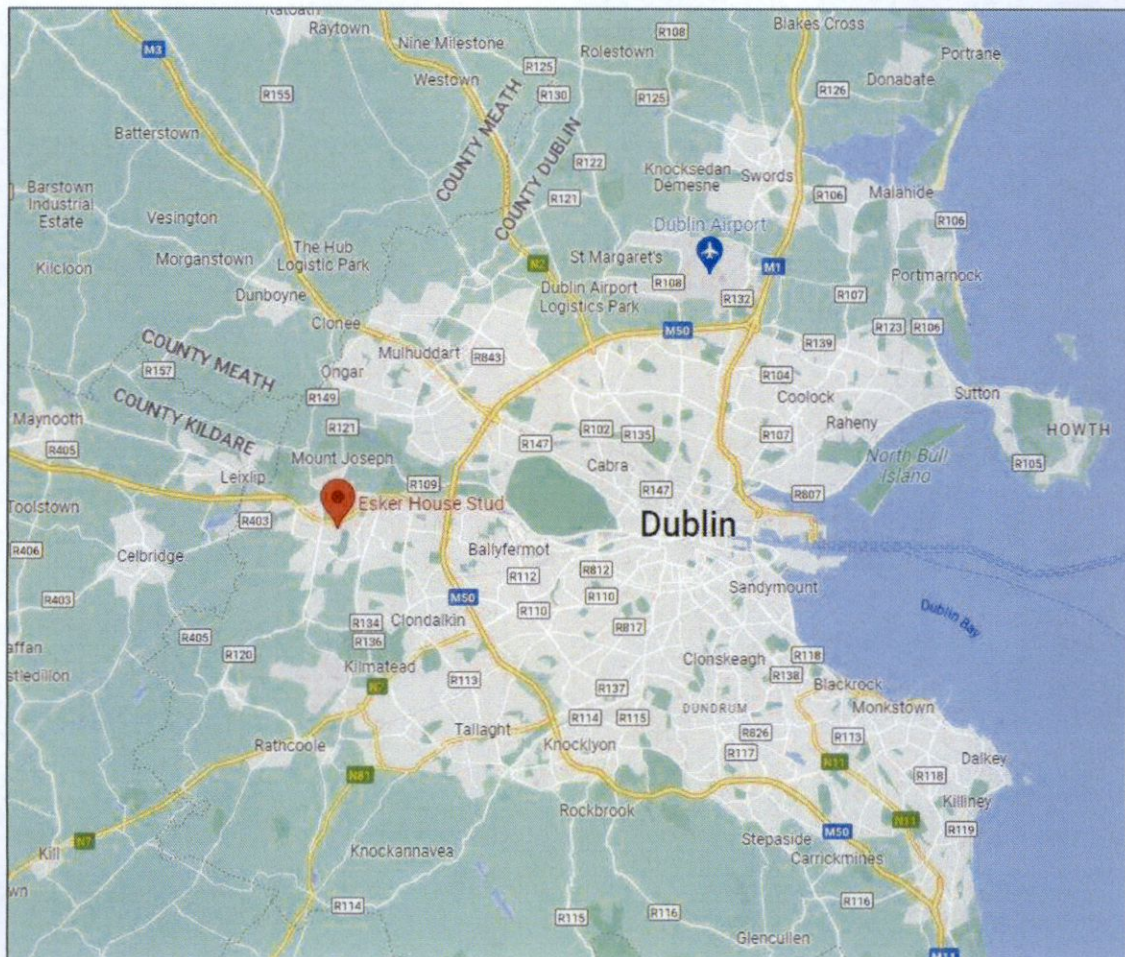 Ratoath
Blakes Cross
Raytown
R108
Nine Milestone
Rolestown
Portrane
M3
R125
Westown
Donabate
R155
R130
R125
R126
COUNTY MEATH
COUNTY DUBLIN
Batterstown
R122
Knocksedan
Demesne
Swords
Barstown
Industrial
Estate
R121
R106
Malahide
Vesington
Dublin Airport
R106
The Hub
Logistic Park
Morganstown
St Margaret's
Kilcloon
N2
M1
Portmarnock
R108
Dublin Airport
Logistics Park
Dunboyne
R132
R107
Clonee
M50
R123
R106
COUNTY MEATH
Mulhuddart
R843
R139
R157
Ongar
R104
COUNTY KILDARE
R149
Coolock
Sutton
Maynooth
R121
R102
R135
R107
Raheny
HOWTH
R405
R147
Mount Joseph
Cabra
North Bull
Island
R105
Leixlip
R109
R147
R807
Esker House Stud
Toolstown
R403
Dublin
R406
Celbridge
Ballyfermot
R812
R112
Sandymount
R403
M50
R110
R110
Dublin Bay
R134
Clondalkin
R817
R405
R136
affan
R120
Kilmatead
Clonskeagh
R118
stledillon
R113
R138
N7
R137
Blackrock
DUNDRUM
Monkstown
Tallaght
R114
R115
R826
R113
Rathcoole
Knocklyon
R117
Dalkey
N81
N11
R118
Rockbrook
Killiney
N11
R119
N7
M50
Stepaside
Kill
Knockannavea
Carrickmines
wn
R114
R115
R116
R116
Glencullen
M11